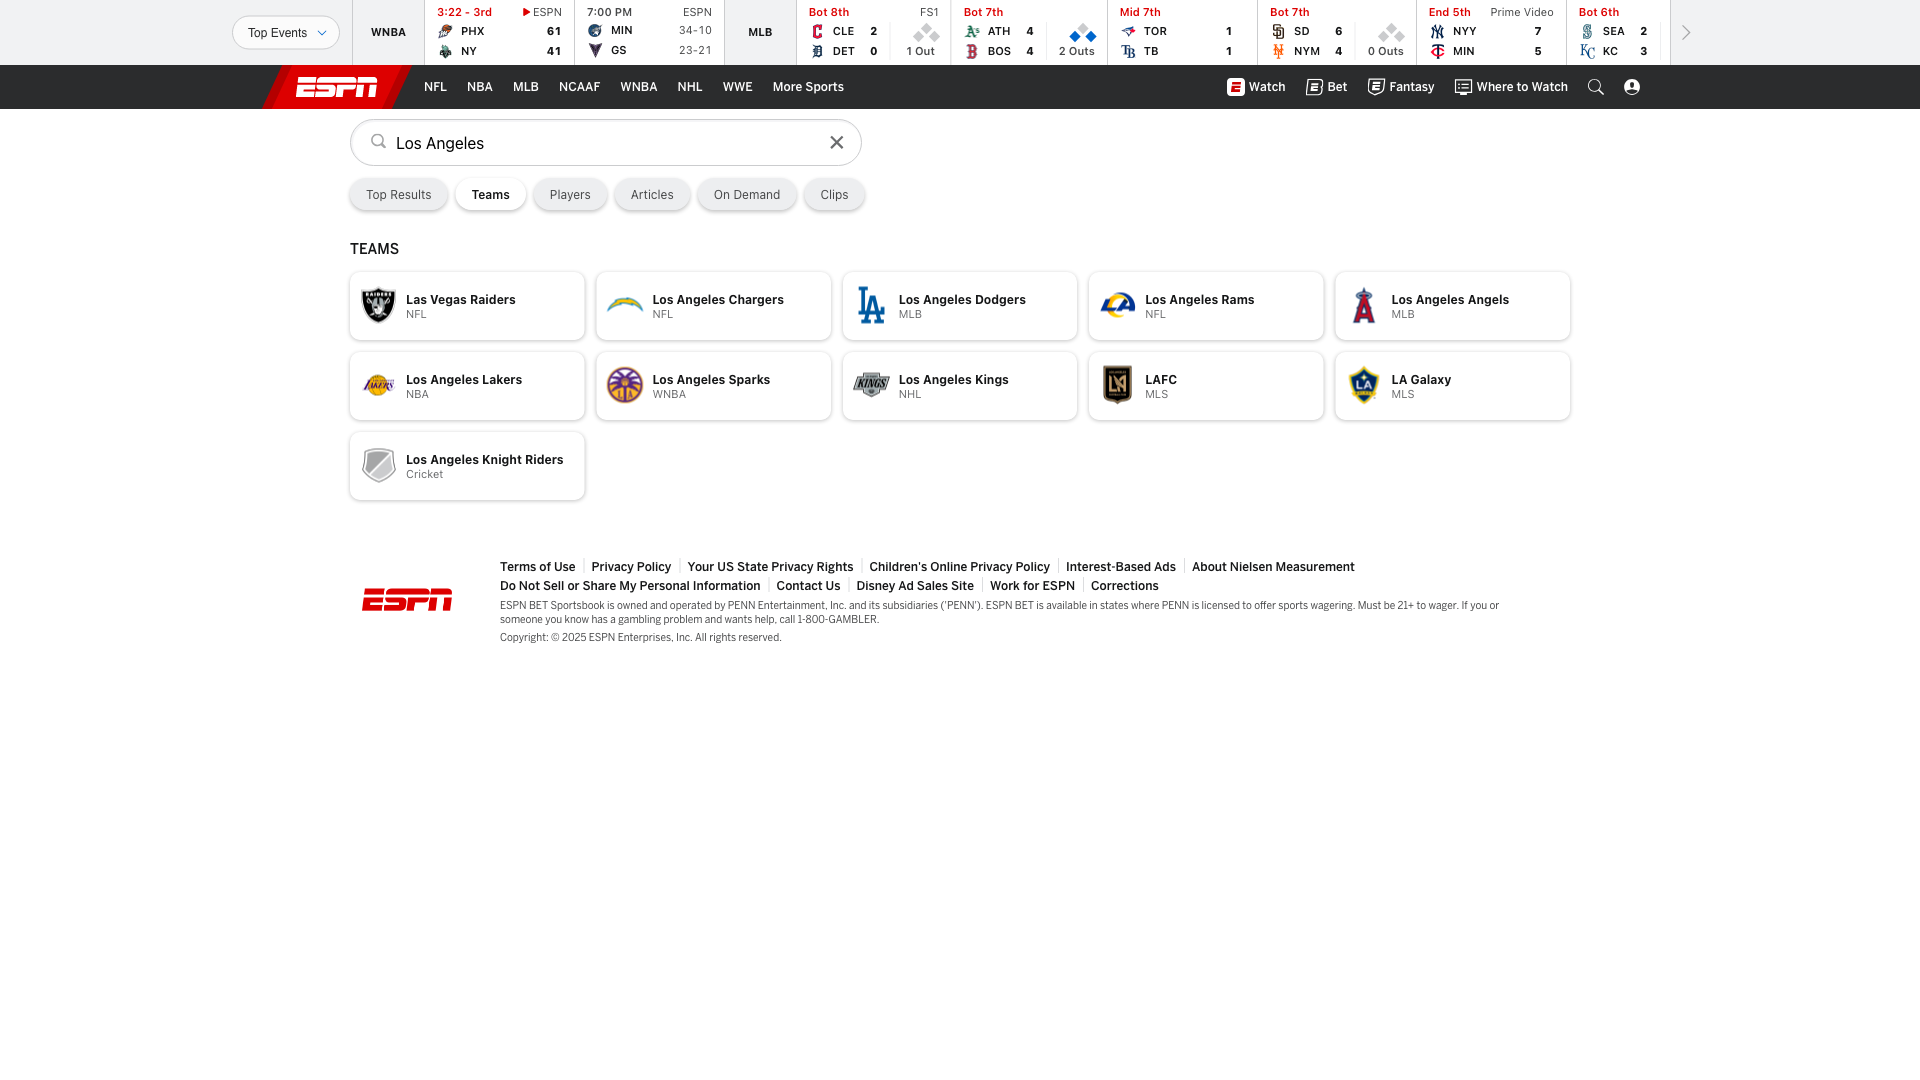 Top Events
WNBA
3:22 - 3rd ESPN
PHX 61
NY 41
7:00 PM ESPN
MIN 34-10
GS 23-21
MLB
Bot 8th FS1
CLE 2
DET 0 1 Out
Bot 7th
ATH 4
BOS 4 2 Outs
Mid 7th
TOR 1
TB 1
Bot 7th
SD 6
NYM 4 0 Outs
End 5th Prime Video
NYY 7
MIN 5
Bot 6th
SEA 2
KC 3
ESPN NFL NBA MLB NCAAF WNBA NHL WWE More Sports Watch Bet Fantasy Where to Watch
Los Angeles
Top Results Teams Players Articles On Demand Clips
TEAMS
Las Vegas Raiders
NFL
Los Angeles Chargers
NFL
Los Angeles Dodgers
MLB
Los Angeles Rams
NFL
Los Angeles Angels
MLB
Los Angeles Lakers
NBA
Los Angeles Sparks
WNBA
Los Angeles Kings
NHL
LAFC
MLS
LA Galaxy
MLS
Los Angeles Knight Riders
Cricket
ESPN
Terms of Use Privacy Policy Your US State Privacy Rights Children's Online Privacy Policy Interest-Based Ads About Nielsen Measurement
Do Not Sell or Share My Personal Information Contact Us Disney Ad Sales Site Work for ESPN Corrections
ESPN BET Sportsbook is owned and operated by PENN Entertainment, Inc. and its subsidiaries ('PENN'). ESPN BET is available in states where PENN is licensed to offer sports wagering. Must be 21+ to wager. If you or
someone you know has a gambling problem and wants help, call 1-800-GAMBLER.
Copyright: © 2025 ESPN Enterprises, Inc. All rights reserved.